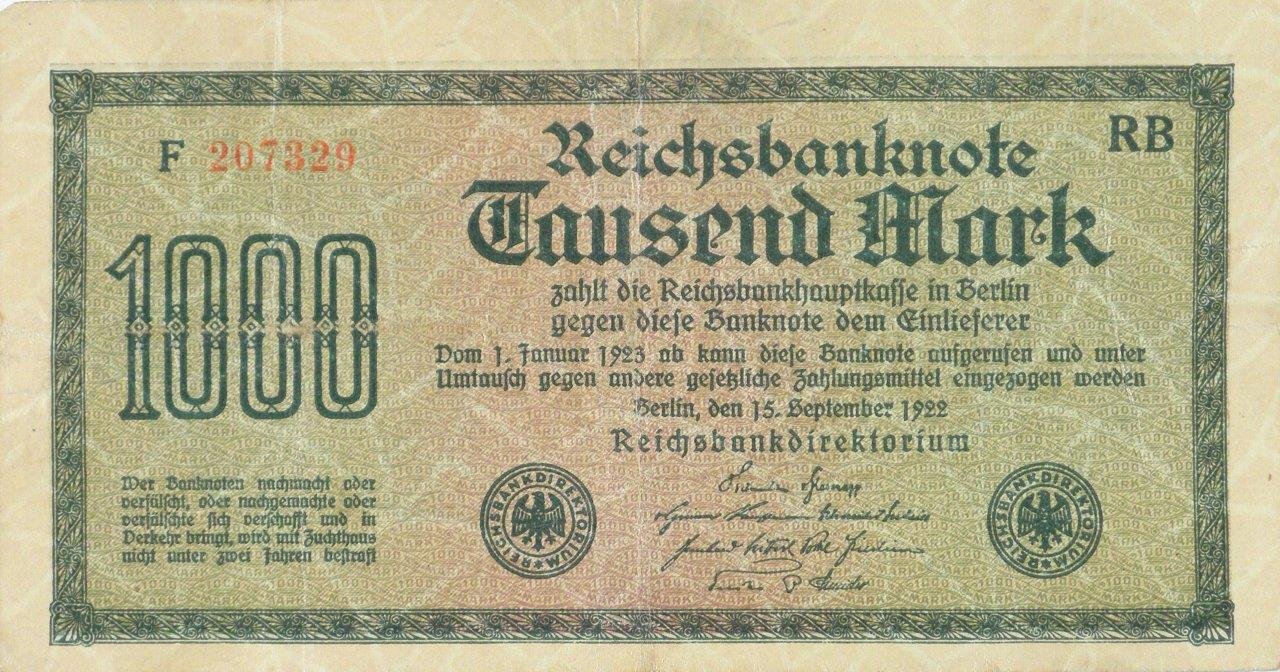 F 207329
RB
Reichsbanknote
Tausend Mark
zahlt die Reichsbankhauptkasse in Berlin
gegen diese Banknote dem Einlieferer
Vom 1. Januar 1923 ab kann diese Banknote aufgerufen und unter
Umtausch gegen andere gesetzliche Zahlungsmittel eingezogen werden
Berlin, den 15. September 1922
Reichsbankdirektorium
1000
Wer Banknoten nachmacht oder
verfälscht, oder nachgemachte oder
verfälschte sich verschafft und in
Verkehr bringt, wird mit Zuchthaus
nicht unter zwei Jahren bestraft
REICHSBANKDIREKTORIUM
REICHSBANKDIREKTORIUM